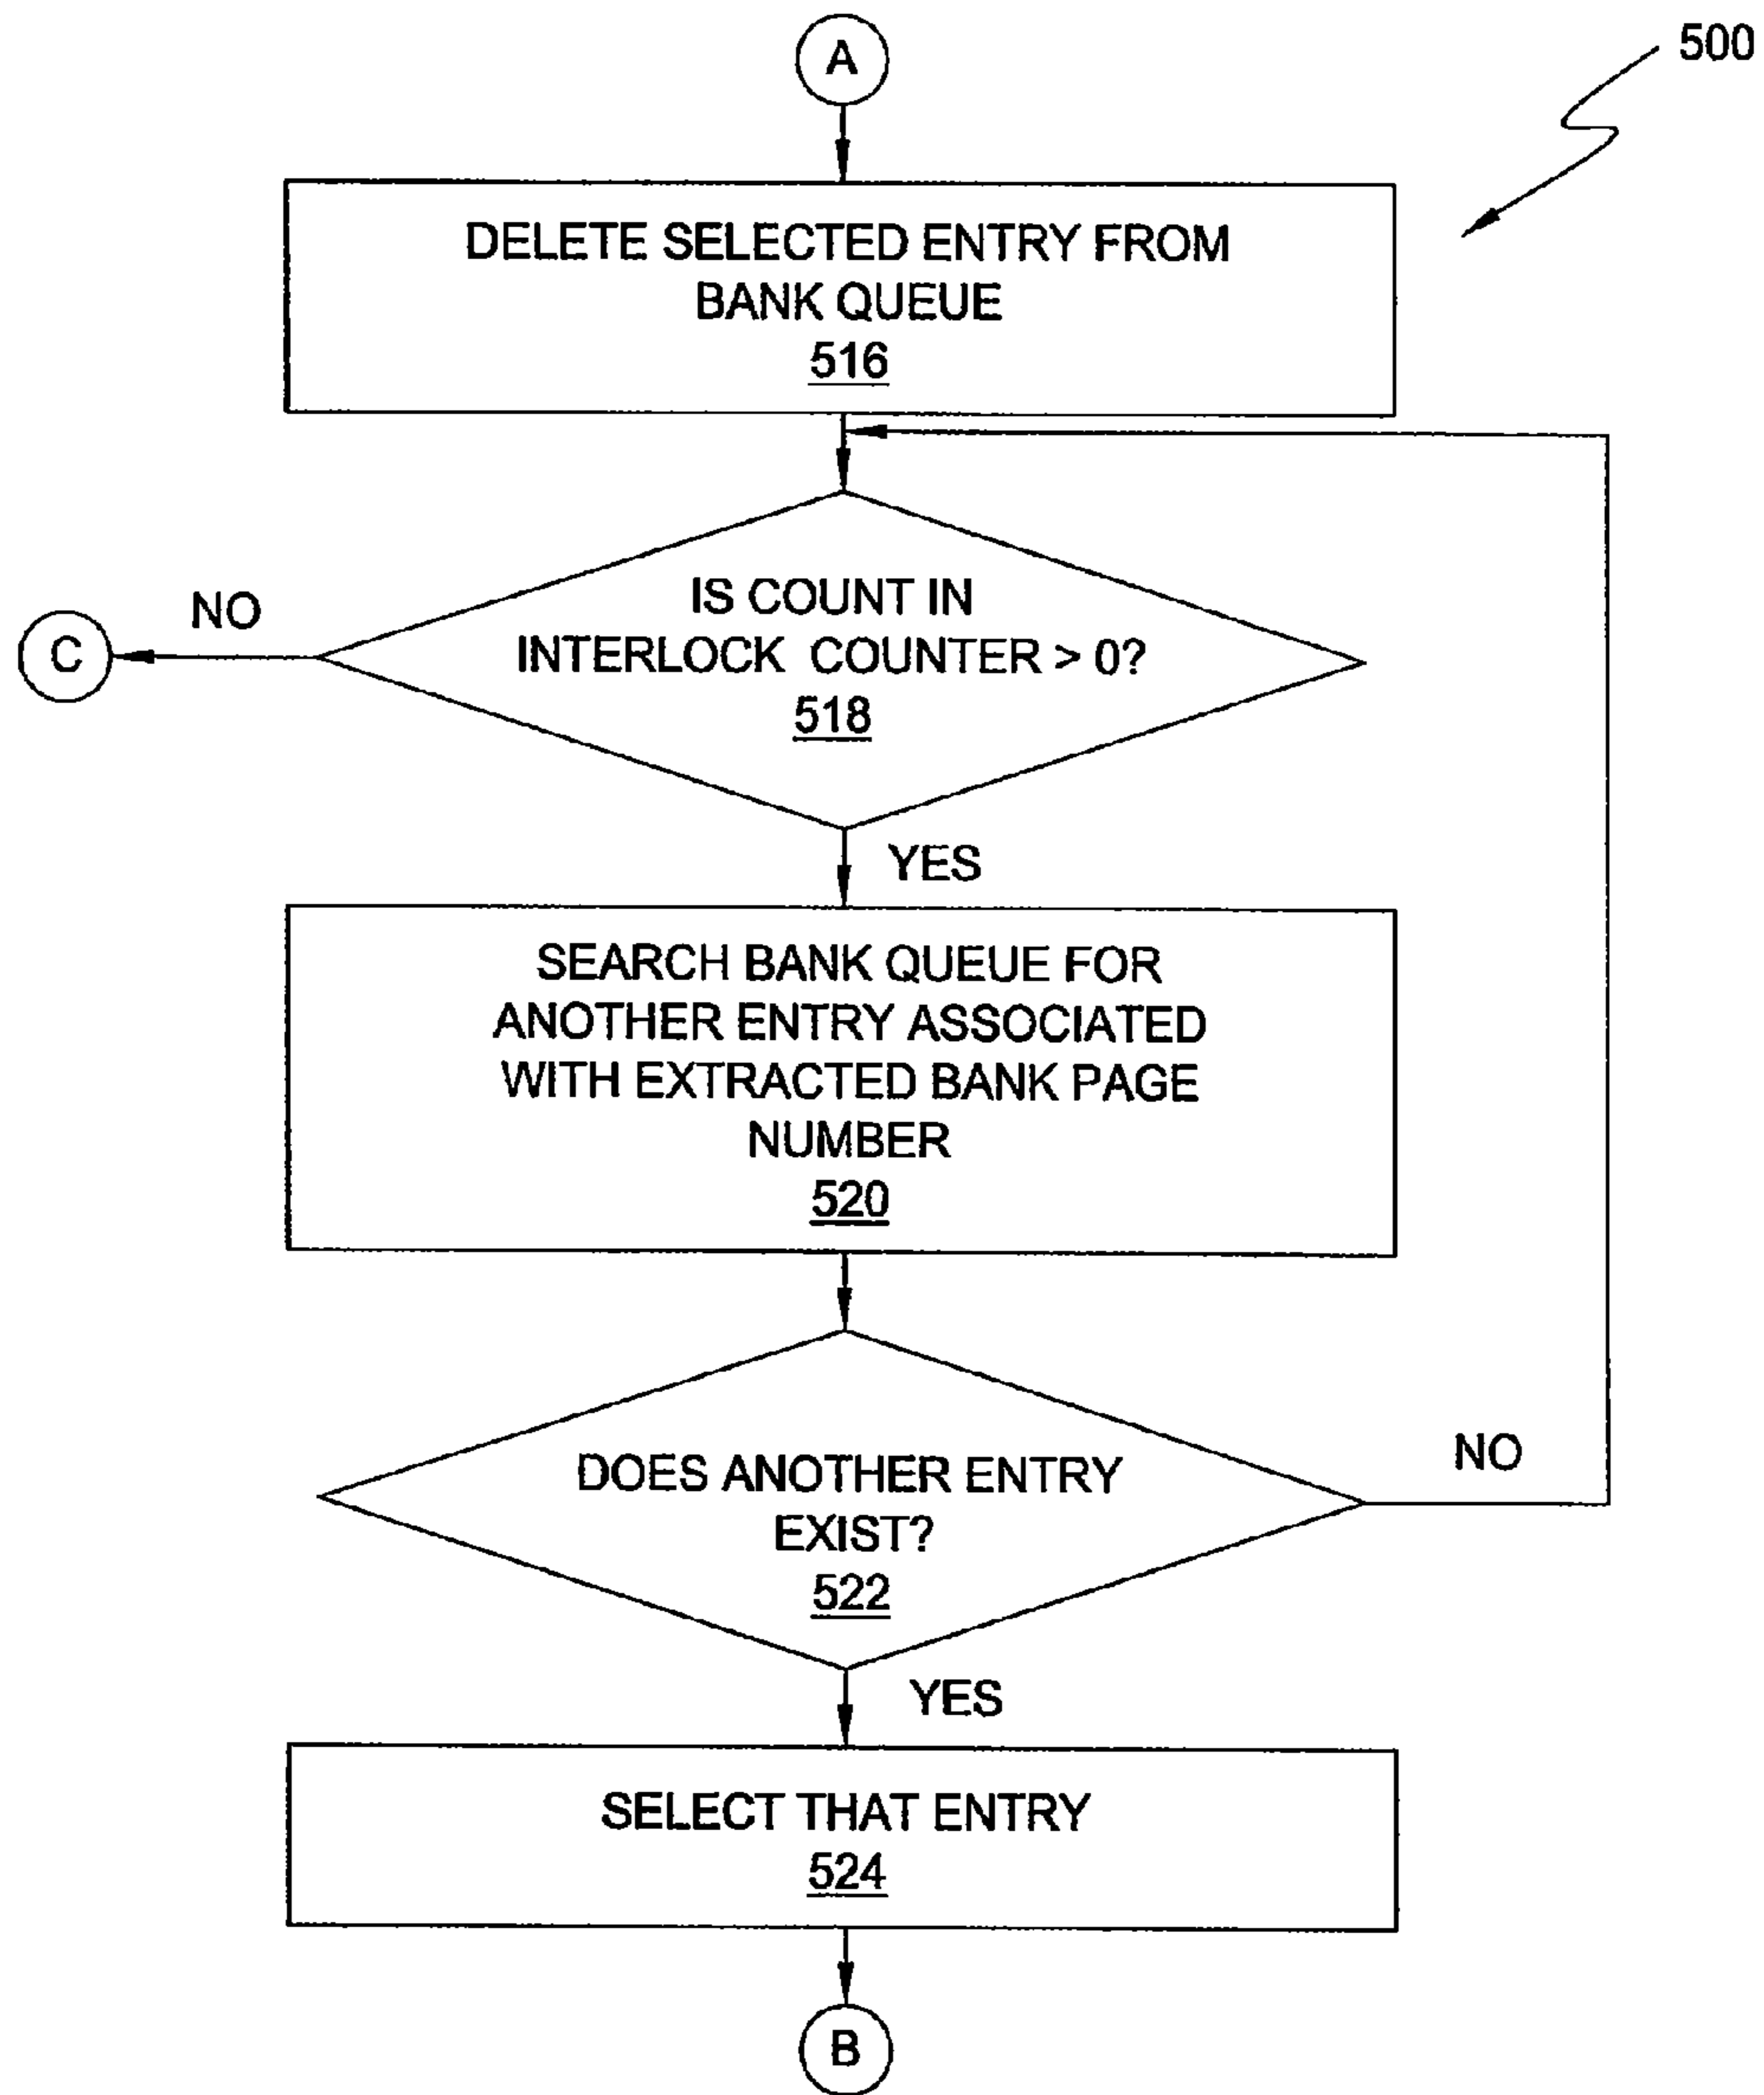 A
500
DELETE SELECTED ENTRY FROM
BANK QUEUE
516
IS COUNT IN
INTERLOCK COUNTER > 0?
518
NO
C
YES
SEARCH BANK QUEUE FOR
ANOTHER ENTRY ASSOCIATED
WITH EXTRACTED BANK PAGE
NUMBER
520
DOES ANOTHER ENTRY
EXIST?
522
NO
YES
SELECT THAT ENTRY
524
B